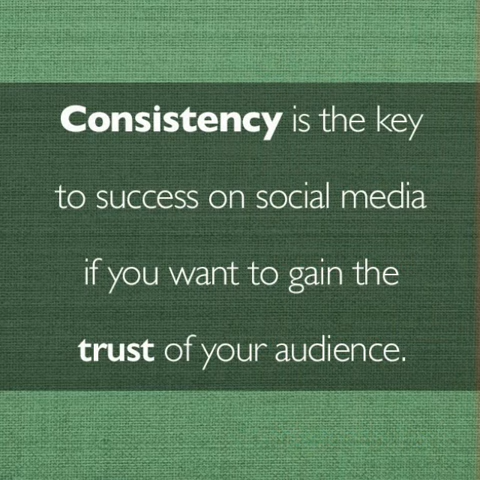 Consistency is the key
to success on social media
if you want to gain the
trust of your audience.